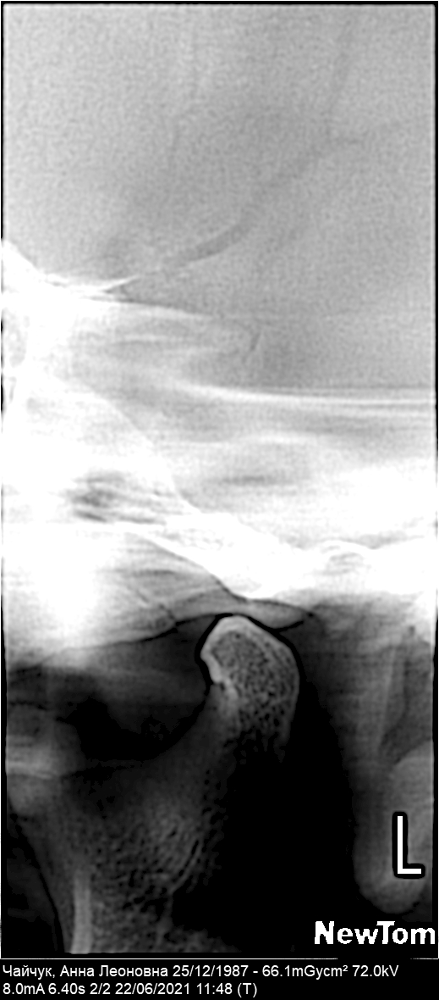 L
NewTom
Чайчук, Анна Леоновна 25/12/1987 - 66.1mGycm² 72.0kV
8.0mA 6.40s 2/2 22/06/2021 11:48 (T)